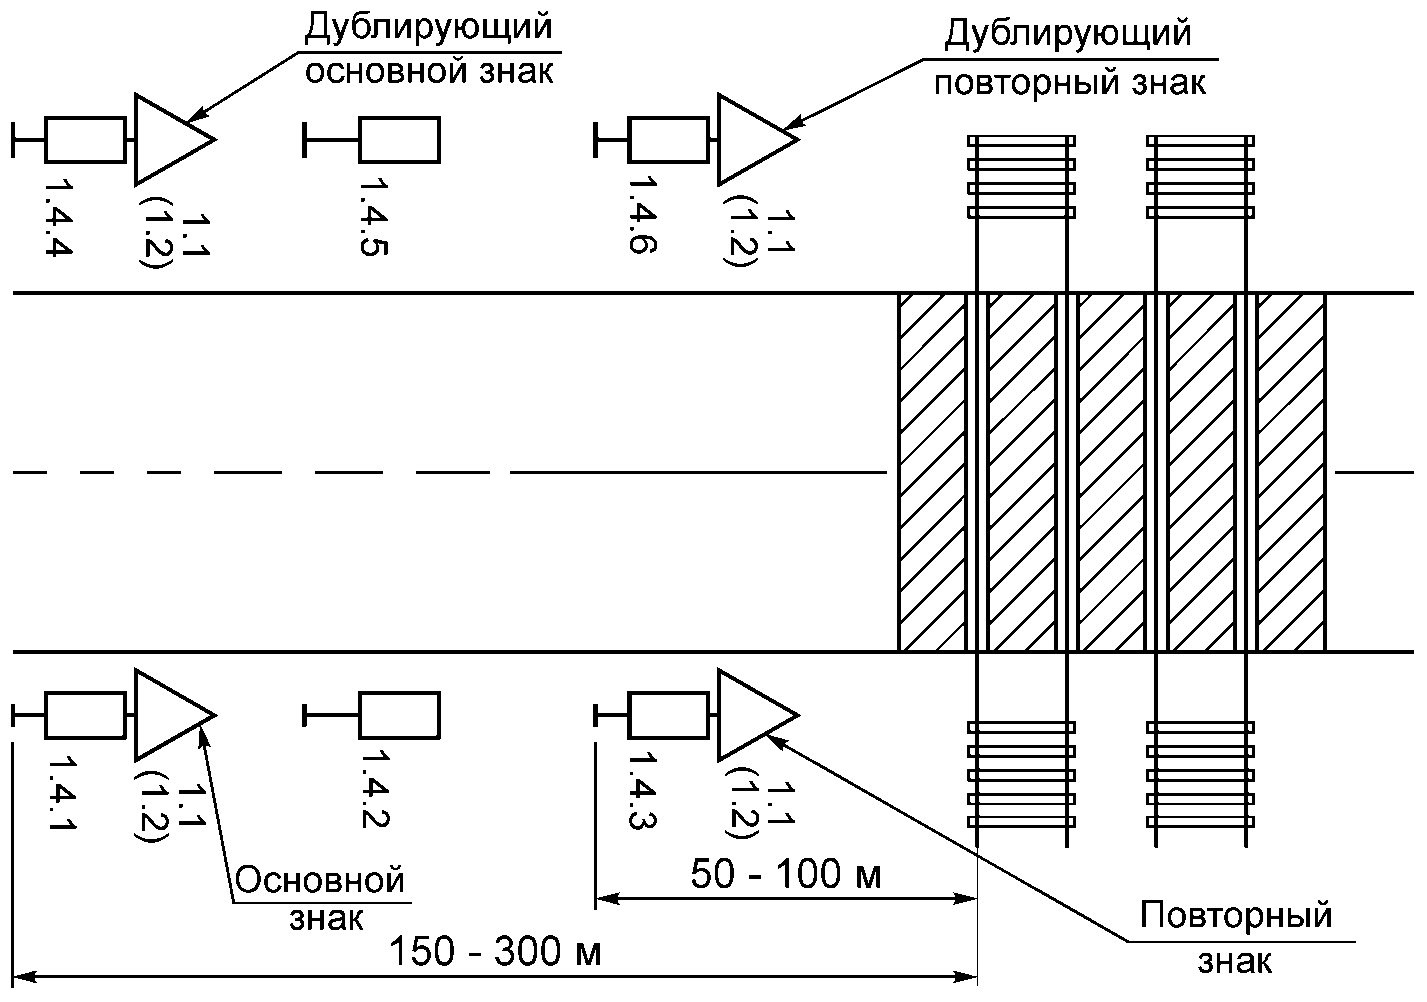 Дублирующий
основной знак
Дублирующий
повторный знак
1.4.4
1.1
(1.2)
1.4.5
1.4.6
1.1
(1.2)
1.4.1
1.1
(1.2)
1.4.2
1.4.3
1.1
(1.2)
Основной
знак
50 - 100 м
Повторный
знак
150 - 300 м